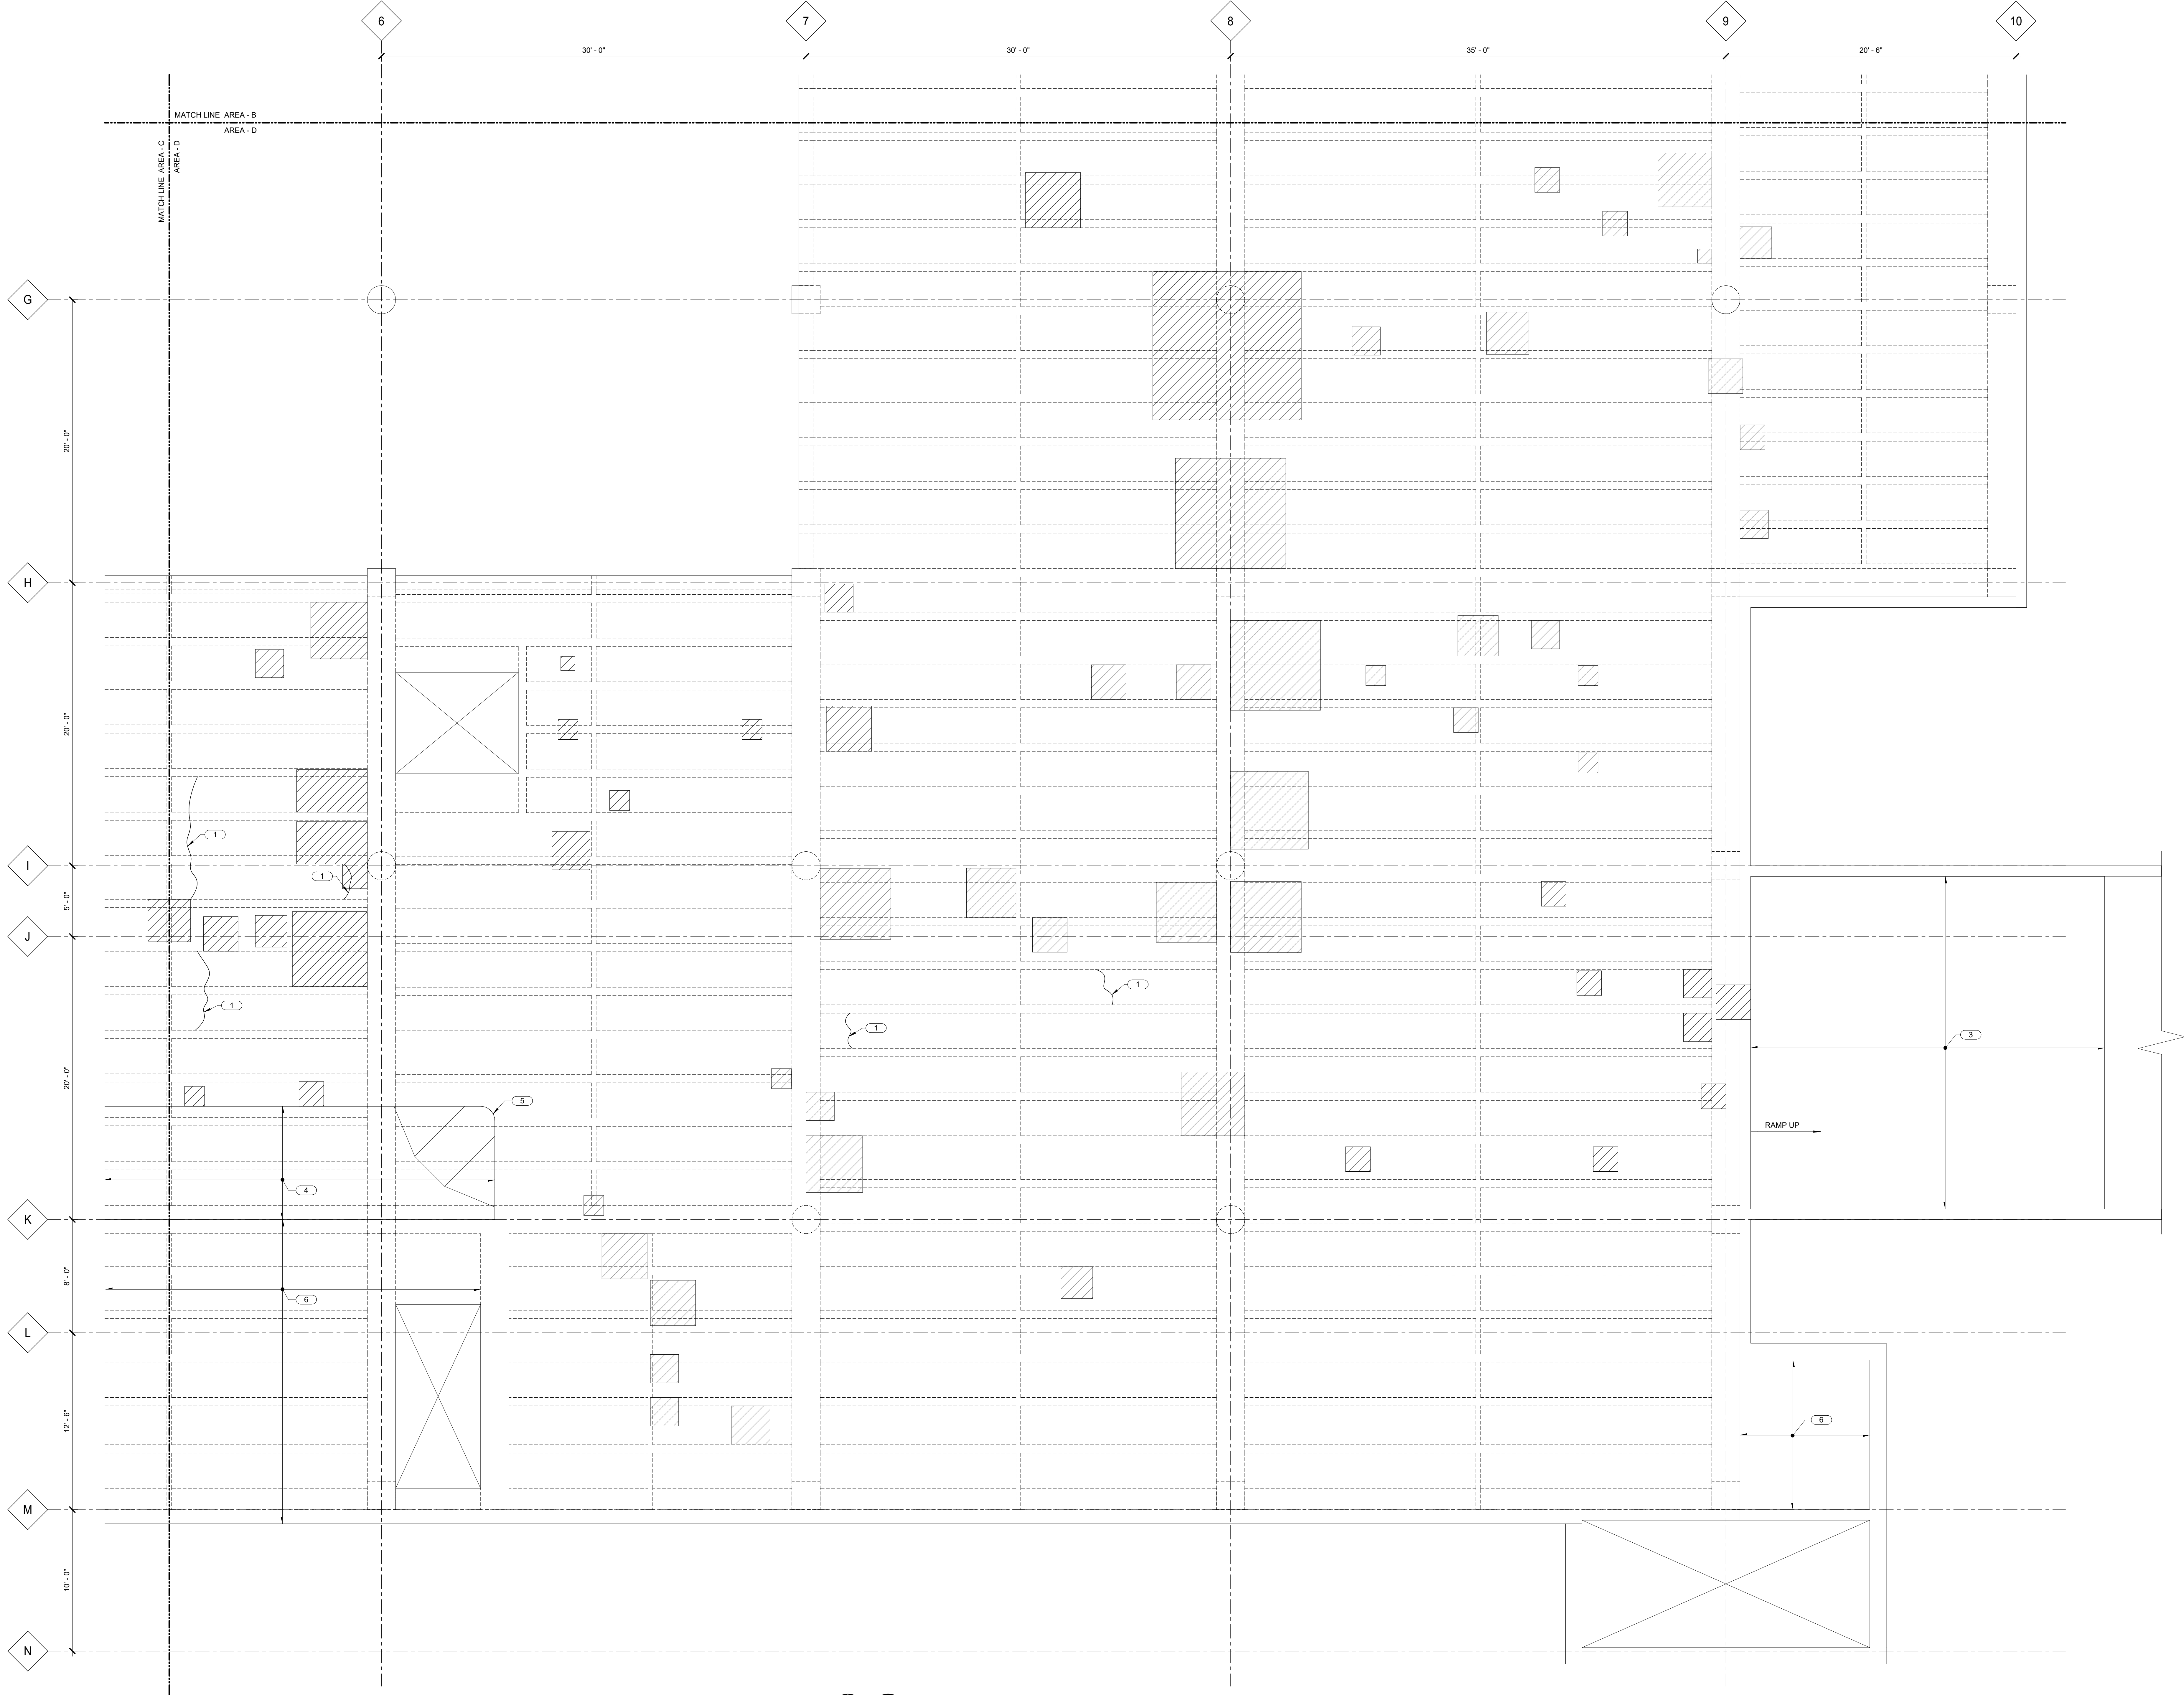 6
7
8
9
10
30' - 0"
30' - 0"
35' - 0"
20' - 6"
MATCH LINE AREA - B
AREA - D
MATCH LINE AREA - C
AREA - D
G
20' - 0"
H
20' - 0"
1
I
1
5' - 0"
J
1
1
1
3
20' - 0"
5
RAMP UP
4
K
8' - 0"
6
L
12' - 6"
6
M
10' - 0"
N